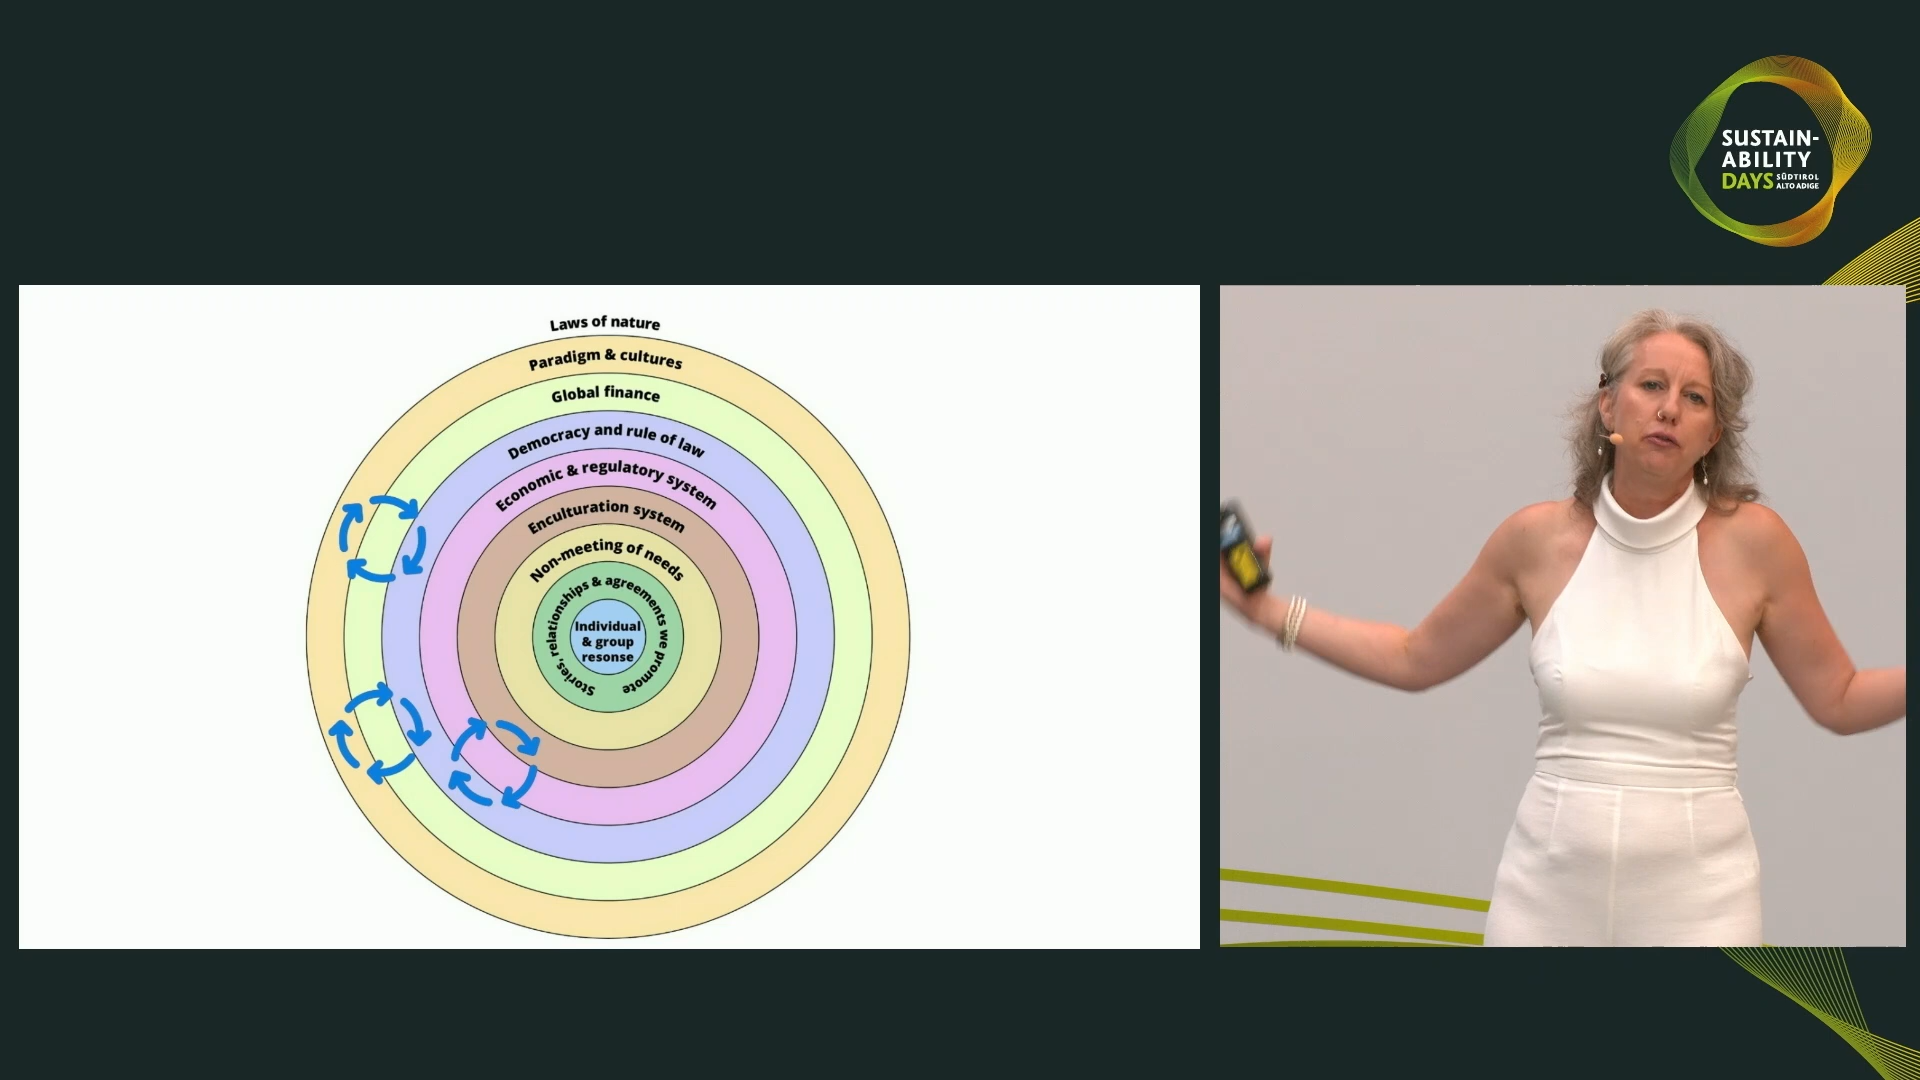 SUSTAIN-
ABILITY
DAYS SÜDTIROL
ALTO ADIGE
Laws of nature
Paradigm & cultures
Global finance
Democracy and rule of law
Economic & regulatory system
Enculturation system
Non-meeting of needs
Stories, relationships & agreements we promote
Individual
& group
resonse